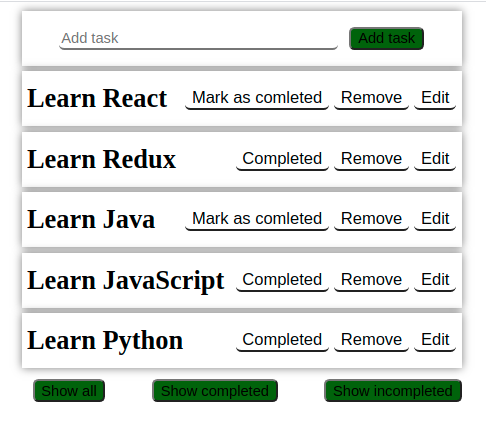 Add task Add task
Learn React Mark as comleted Remove Edit
Learn Redux Completed Remove Edit
Learn Java Mark as comleted Remove Edit
Learn JavaScript Completed Remove Edit
Learn Python Completed Remove Edit
Show all Show completed Show incompleted